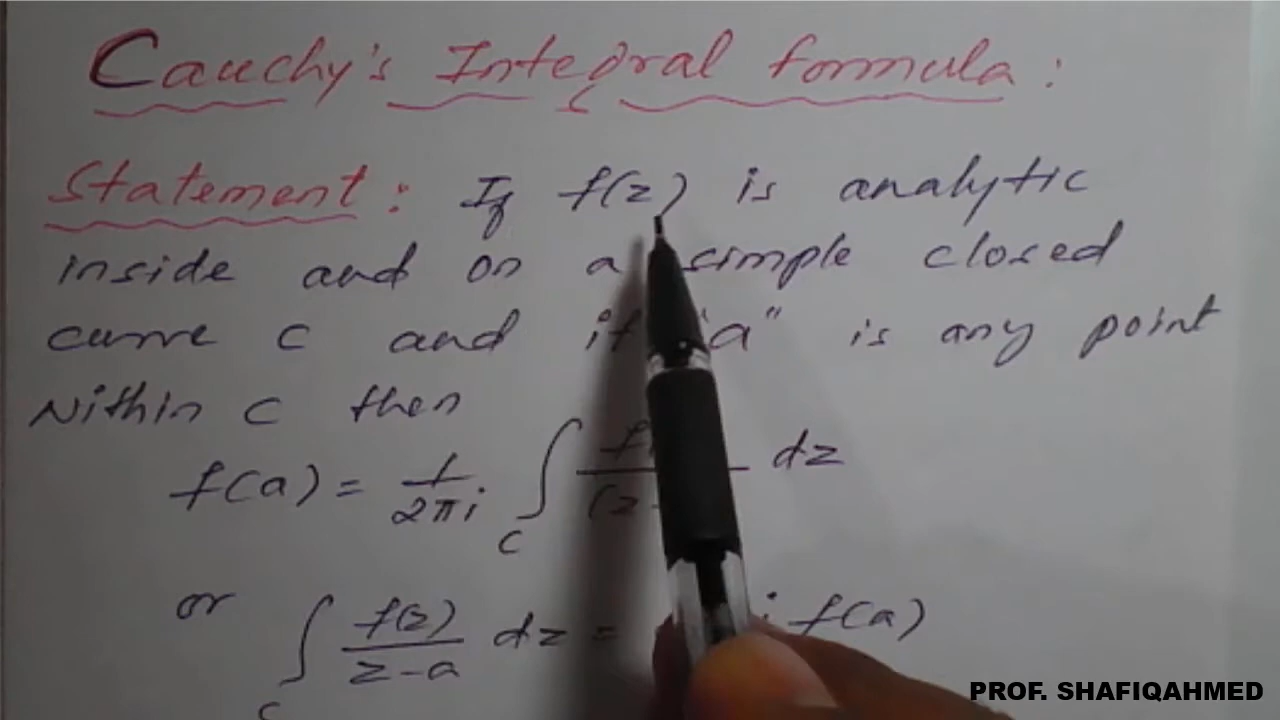 Cauchy's Integral formula:
Statement: If f(z) is analytic
inside and on a simple closed
curve C and if "a" is any point
Within C then
f(a) = 1/2πi ∫C f( /(z- dz
or ∫C f(z)/z-a dz = i f(a)
PROF. SHAFIQAHMED